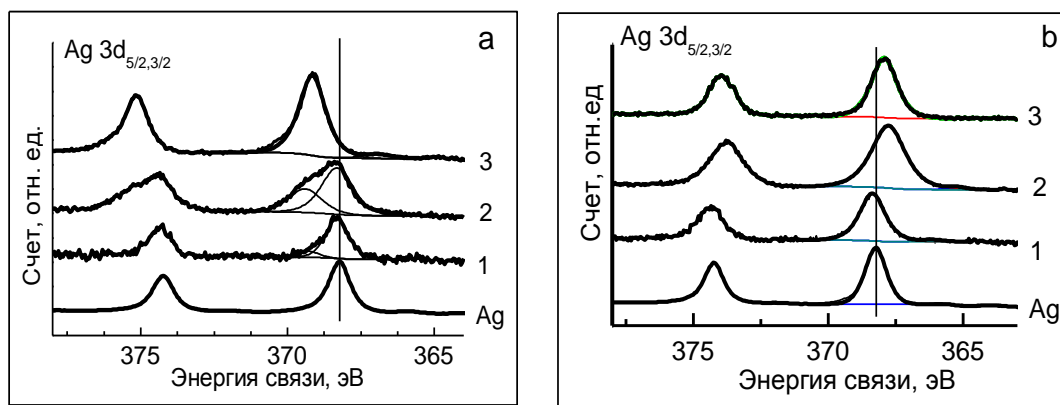 a
Ag 3d5/2,3/2
3
2
1
Ag
Счет, отн. ед.
375
370
365
Энергия связи, эВ
b
Ag 3d5/2,3/2
3
2
1
Ag
Счет, отн.ед
375
370
365
Энергия связи, эВ